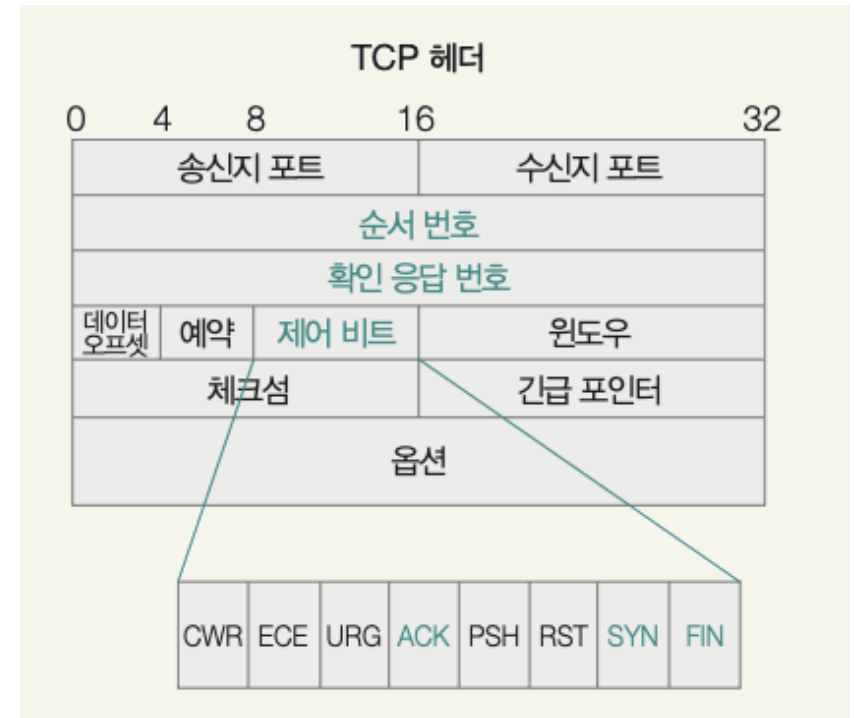 TCP 헤더
0 4 8 16 32
송신지 포트 수신지 포트
순서 번호
확인 응답 번호
데이터
오프셋 예약 제어 비트 윈도우
체크섬 긴급 포인터
옵션
CWR ECE URG ACK PSH RST SYN FIN